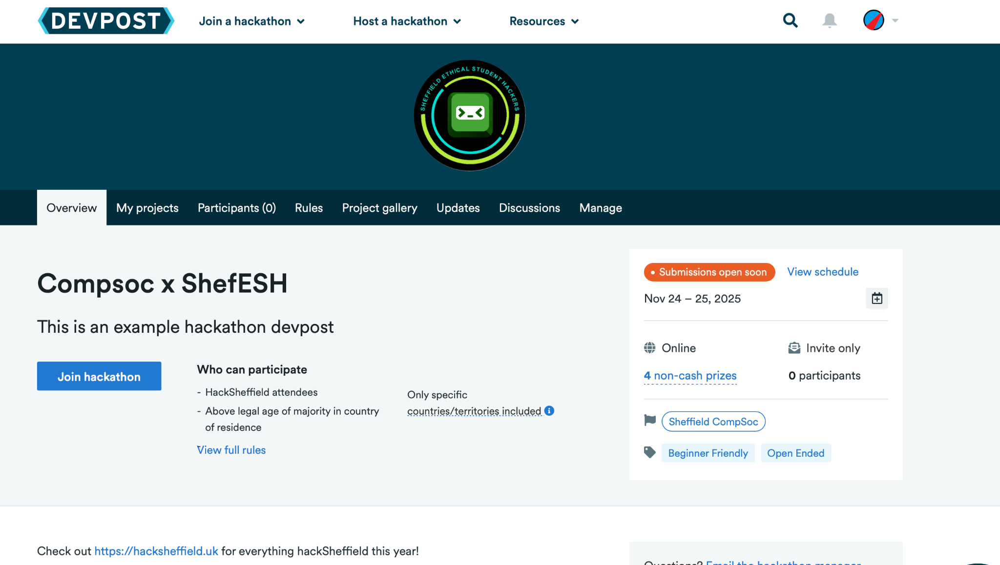 DEVPOST
Join a hackathon
Host a hackathon
Resources
SHEFFIELD ETHICAL STUDENT HACKERS
>_<
Overview
My projects
Participants (0)
Rules
Project gallery
Updates
Discussions
Manage
Compsoc x ShefESH
This is an example hackathon devpost
Join hackathon
Who can participate
- HackSheffield attendees
- Above legal age of majority in country
of residence
View full rules
Only specific
countries/territories included
Submissions open soon
View schedule
Nov 24 – 25, 2025
Online
Invite only
4 non-cash prizes
0 participants
Sheffield CompSoc
Beginner Friendly
Open Ended
Check out https://hacksheffield.uk for everything hackSheffield this year!
Questions? Email the hackathon manager